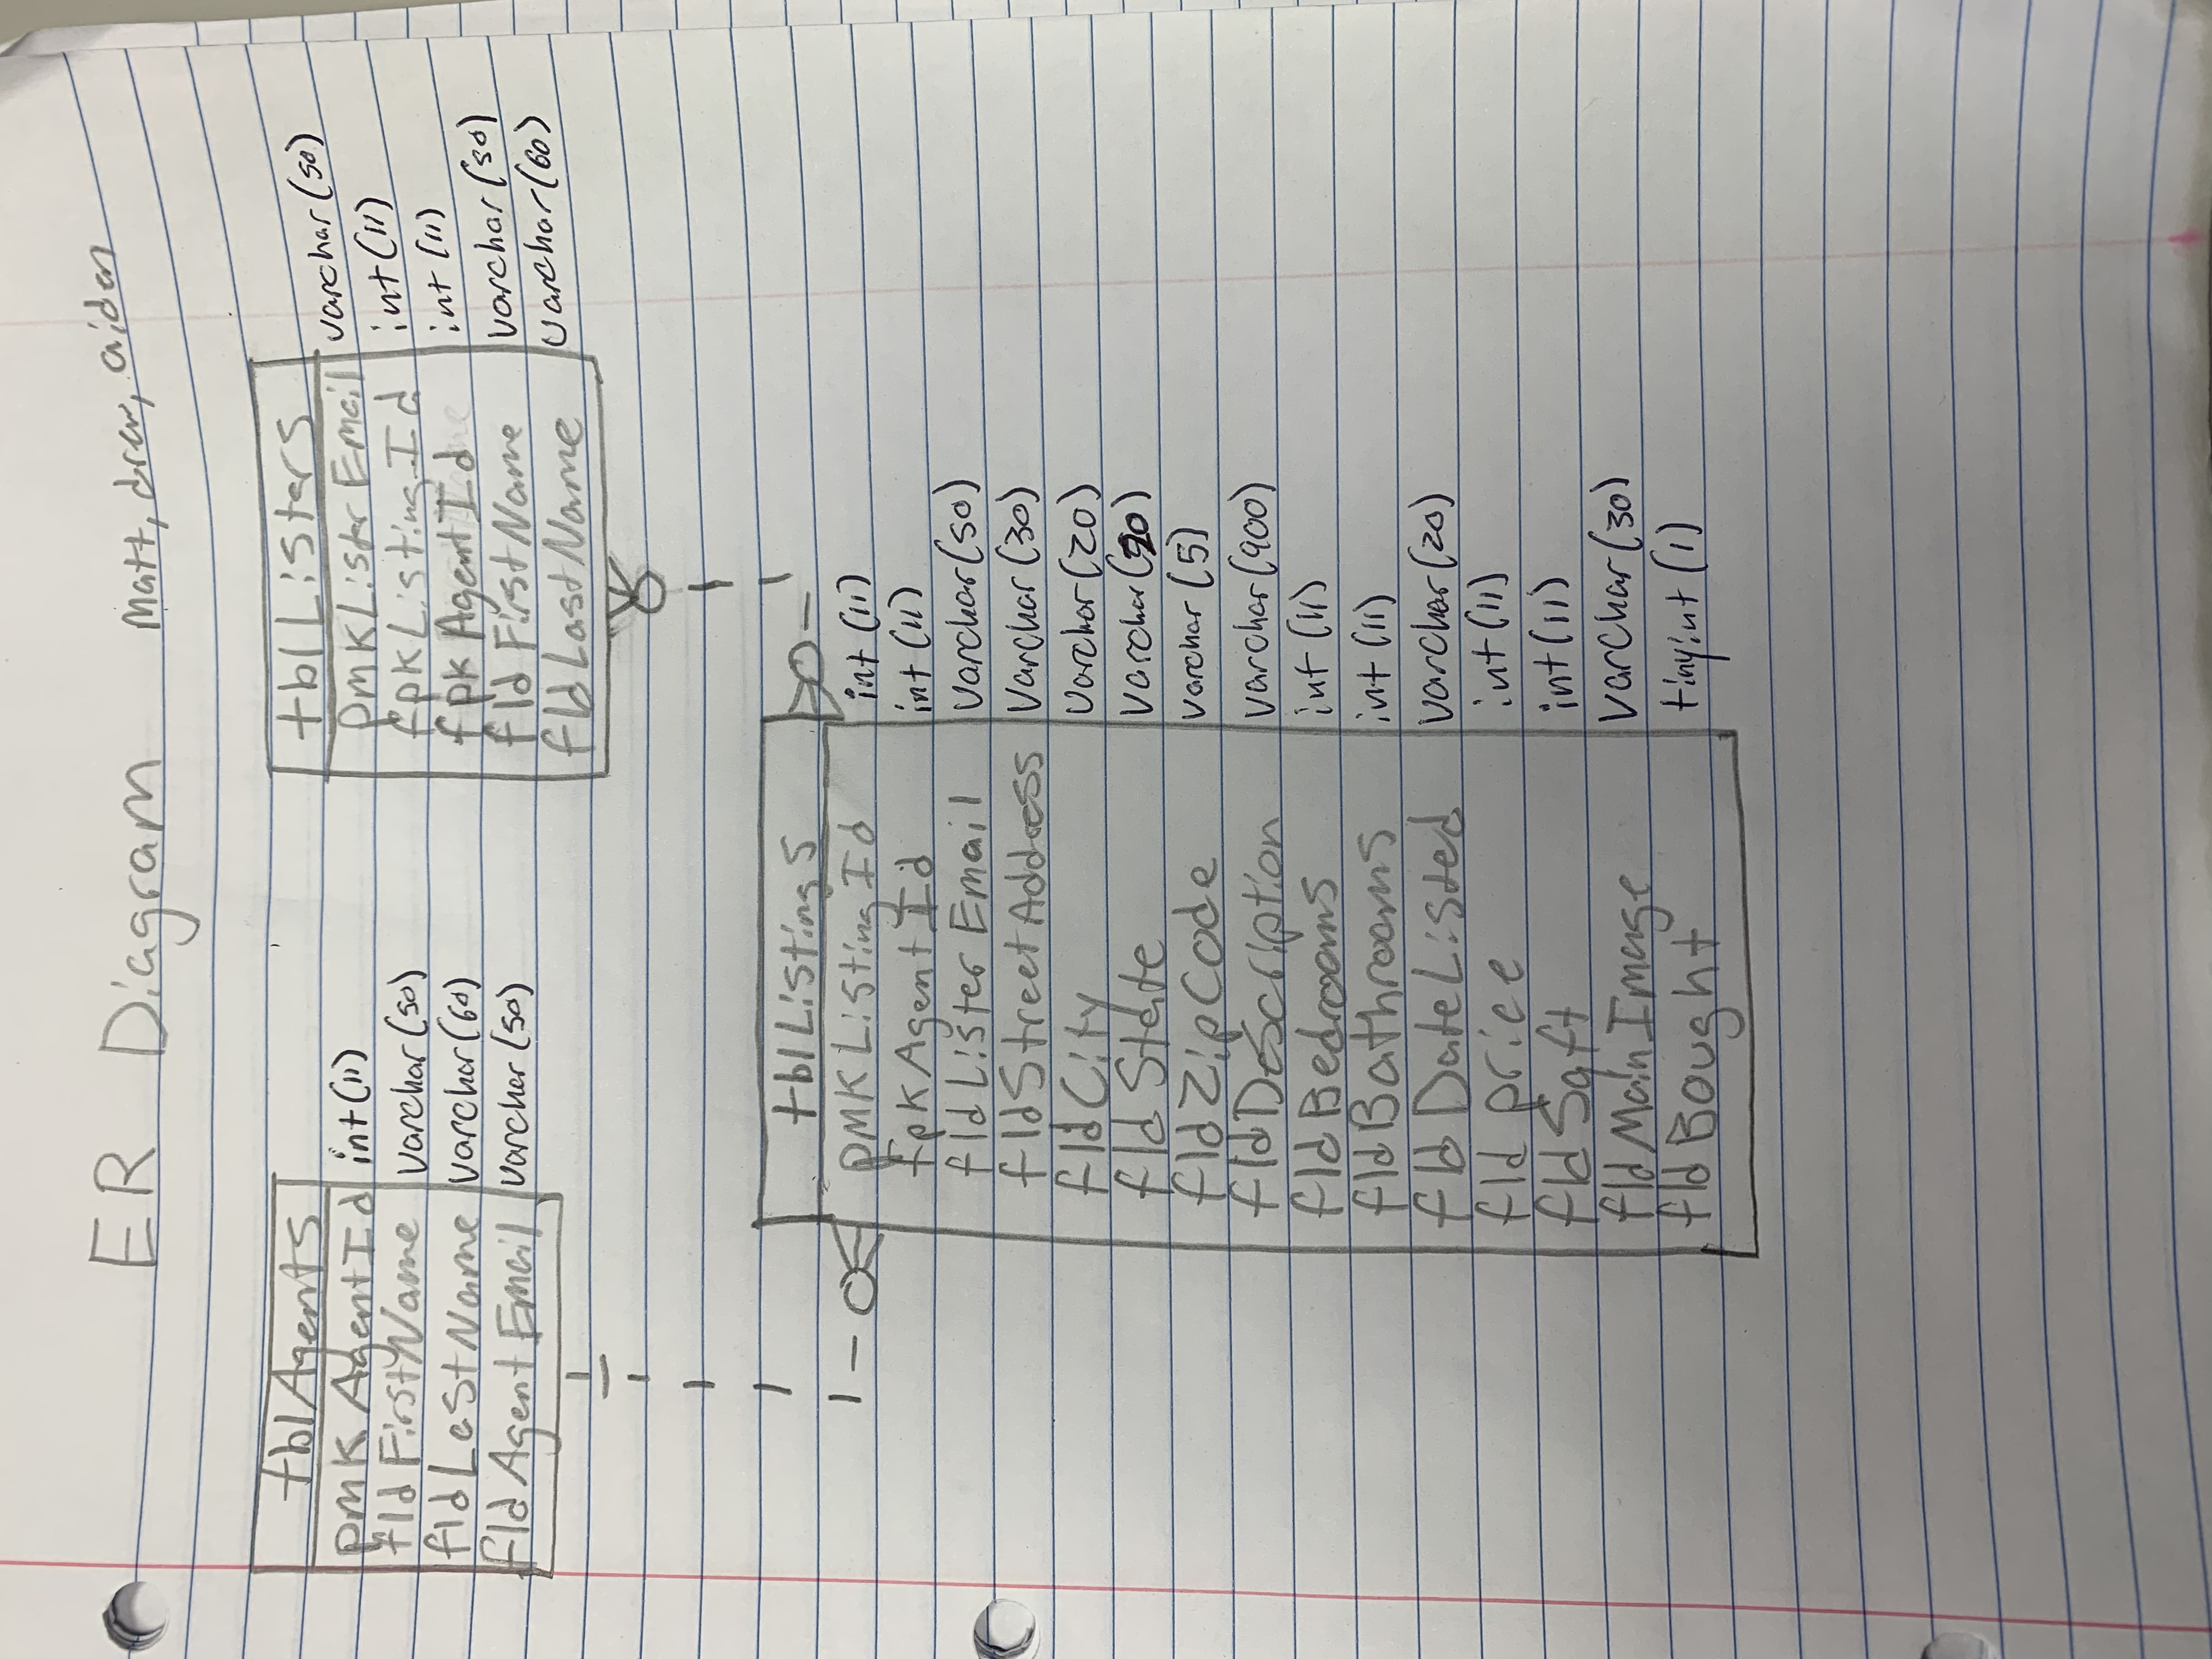 ER Diagram Matt, drew, aiden
tblAgents
pmkAgentId int(11)
fldFirstName varchar(50)
fldLastName varchar(60)
fldAgentEmail varchar(50)
tblListers
pmkListerEmail varchar(50)
fpkListingId int(11)
fpkAgentId int(11)
fldFirstName varchar(50)
fldLastName varchar(60)
tblListings
pmkListingId int(11)
fpkAgentId int(11)
fldListerEmail varchar(50)
fldStreetAddress varchar(30)
fldCity varchar(20)
fldState varchar(20)
fldZipCode varchar(5)
fldDescription varchar(900)
fldBedrooms int(11)
fldBathrooms int(11)
fldDateListed varchar(20)
fldprice int(11)
fldSqft int(11)
fldMainImage varchar(30)
fldBought tinyint(1)